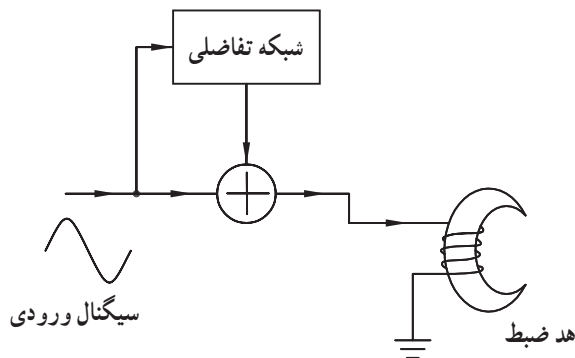 شبکه تفاضلی
سیگنال ورودی
هد ضبط